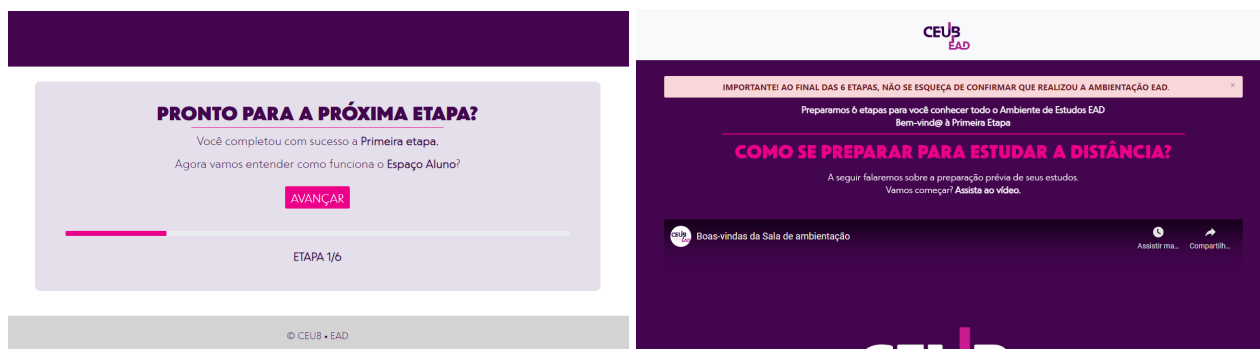 PRONTO PARA A PRÓXIMA ETAPA?
Você completou com sucesso a Primeira etapa.
Agora vamos entender como funciona o Espaço Aluno?
AVANÇAR
ETAPA 1/6
© CEUB • EAD
CEUB
EAD
IMPORTANTE! AO FINAL DAS 6 ETAPAS, NÃO SE ESQUEÇA DE CONFIRMAR QUE REALIZOU A AMBIENTAÇÃO EAD. ×
Preparamos 6 etapas para você conhecer todo o Ambiente de Estudos EAD
Bem-vind@ à Primeira Etapa
COMO SE PREPARAR PARA ESTUDAR A DISTÂNCIA?
A seguir falaremos sobre a preparação prévia de seus estudos.
Vamos começar? Assista ao vídeo.
CEUB
Boas-vindas da Sala de ambientação
Assistir ma... Compartilh...
CEUB